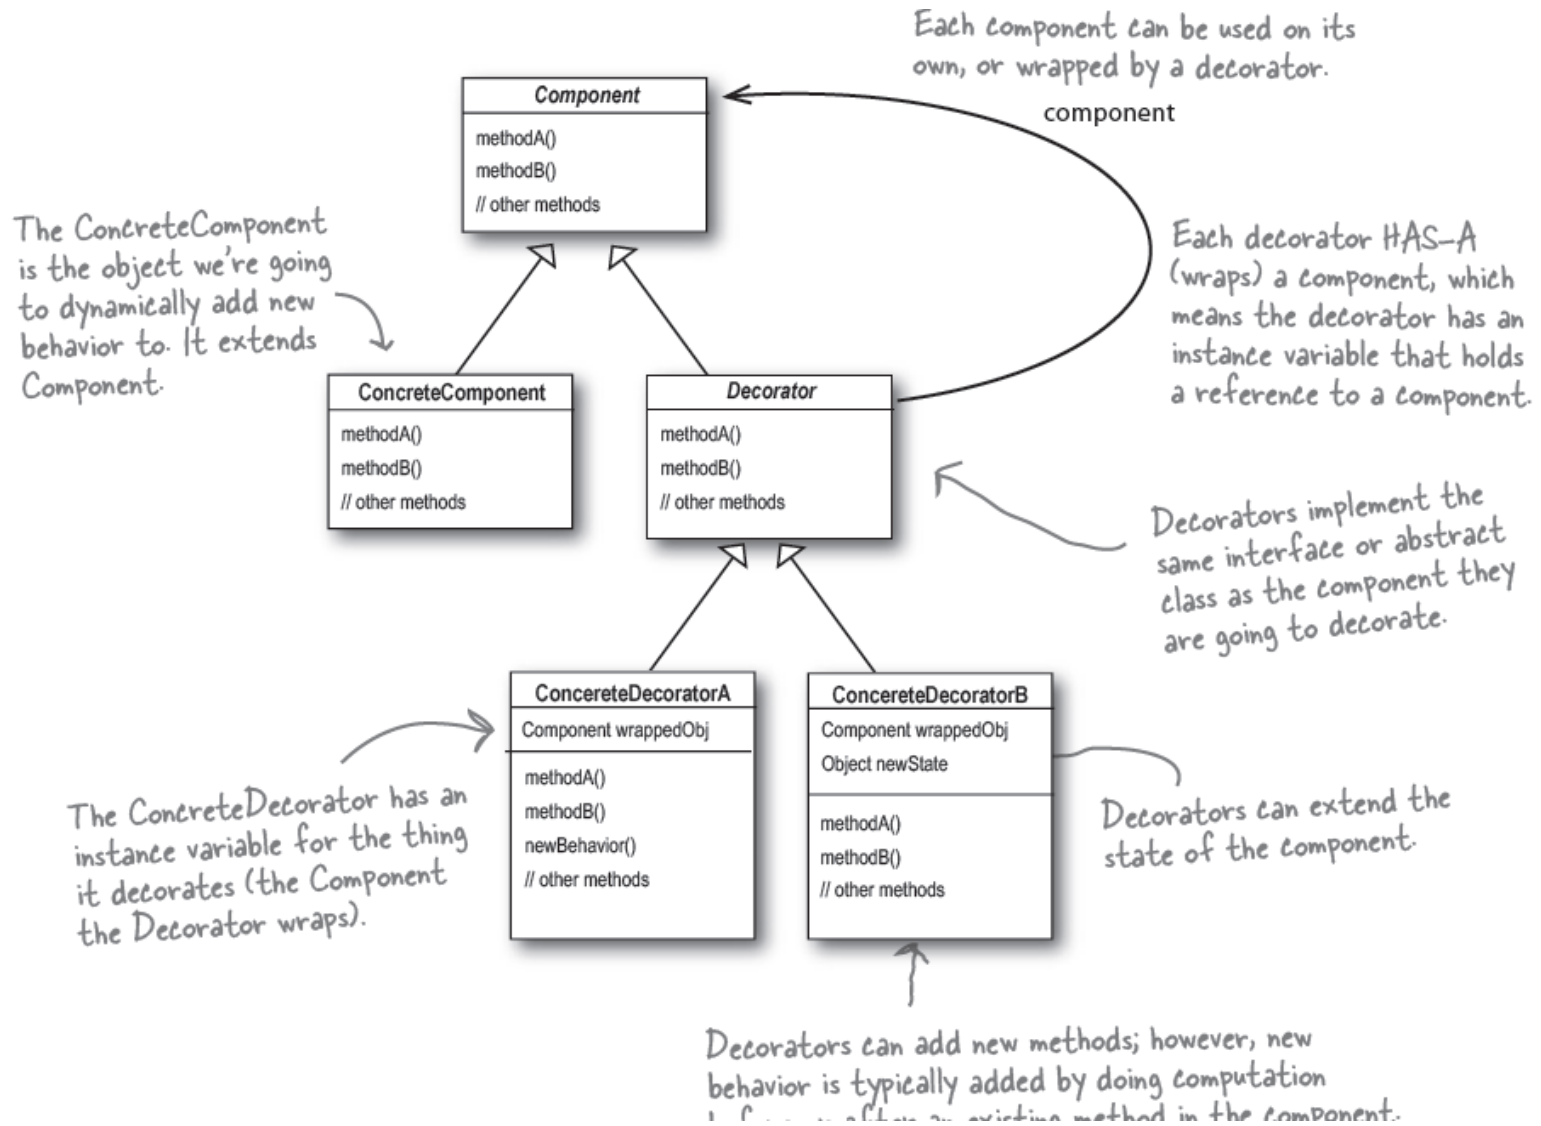 Each component can be used on its
own, or wrapped by a decorator.
component
Component
methodA()
methodB()
// other methods
The ConcreteComponent
is the object we're going
to dynamically add new
behavior to. It extends
Component.
Each decorator HAS-A
(wraps) a component, which
means the decorator has an
instance variable that holds
a reference to a component.
ConcreteComponent
methodA()
methodB()
// other methods
Decorator
methodA()
methodB()
// other methods
Decorators implement the
same interface or abstract
class as the component they
are going to decorate.
ConcereteDecoratorA
Component wrappedObj
methodA()
methodB()
newBehavior()
// other methods
ConcereteDecoratorB
Component wrappedObj
Object newState
methodA()
methodB()
// other methods
The ConcreteDecorator has an
instance variable for the thing
it decorates (the Component
the Decorator wraps).
Decorators can extend the
state of the component.
Decorators can add new methods; however, new
behavior is typically added by doing computation
existing method in the component.